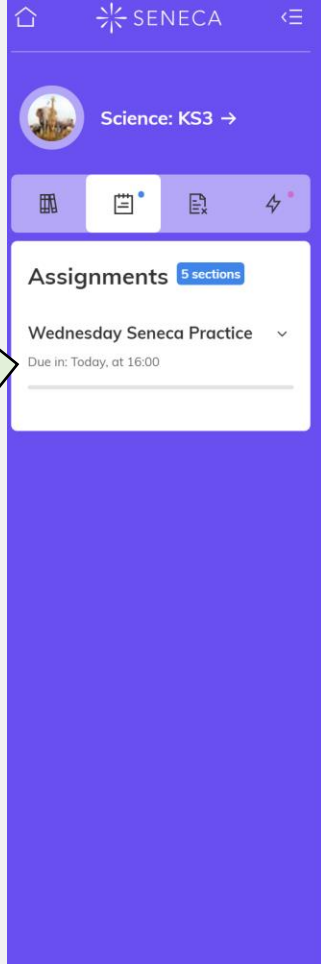 SENECA
Science: KS3 →
Assignments 5 sections
Wednesday Seneca Practice
Due in: Today, at 16:00